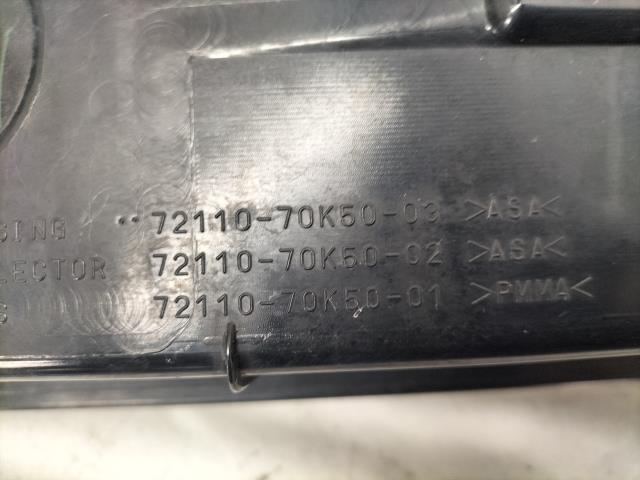 SING 72110-70K50-03 >ASA<
LECTOR 72110-70K50-02 >ASA<
S 72110-70K50-01 >PMMA<